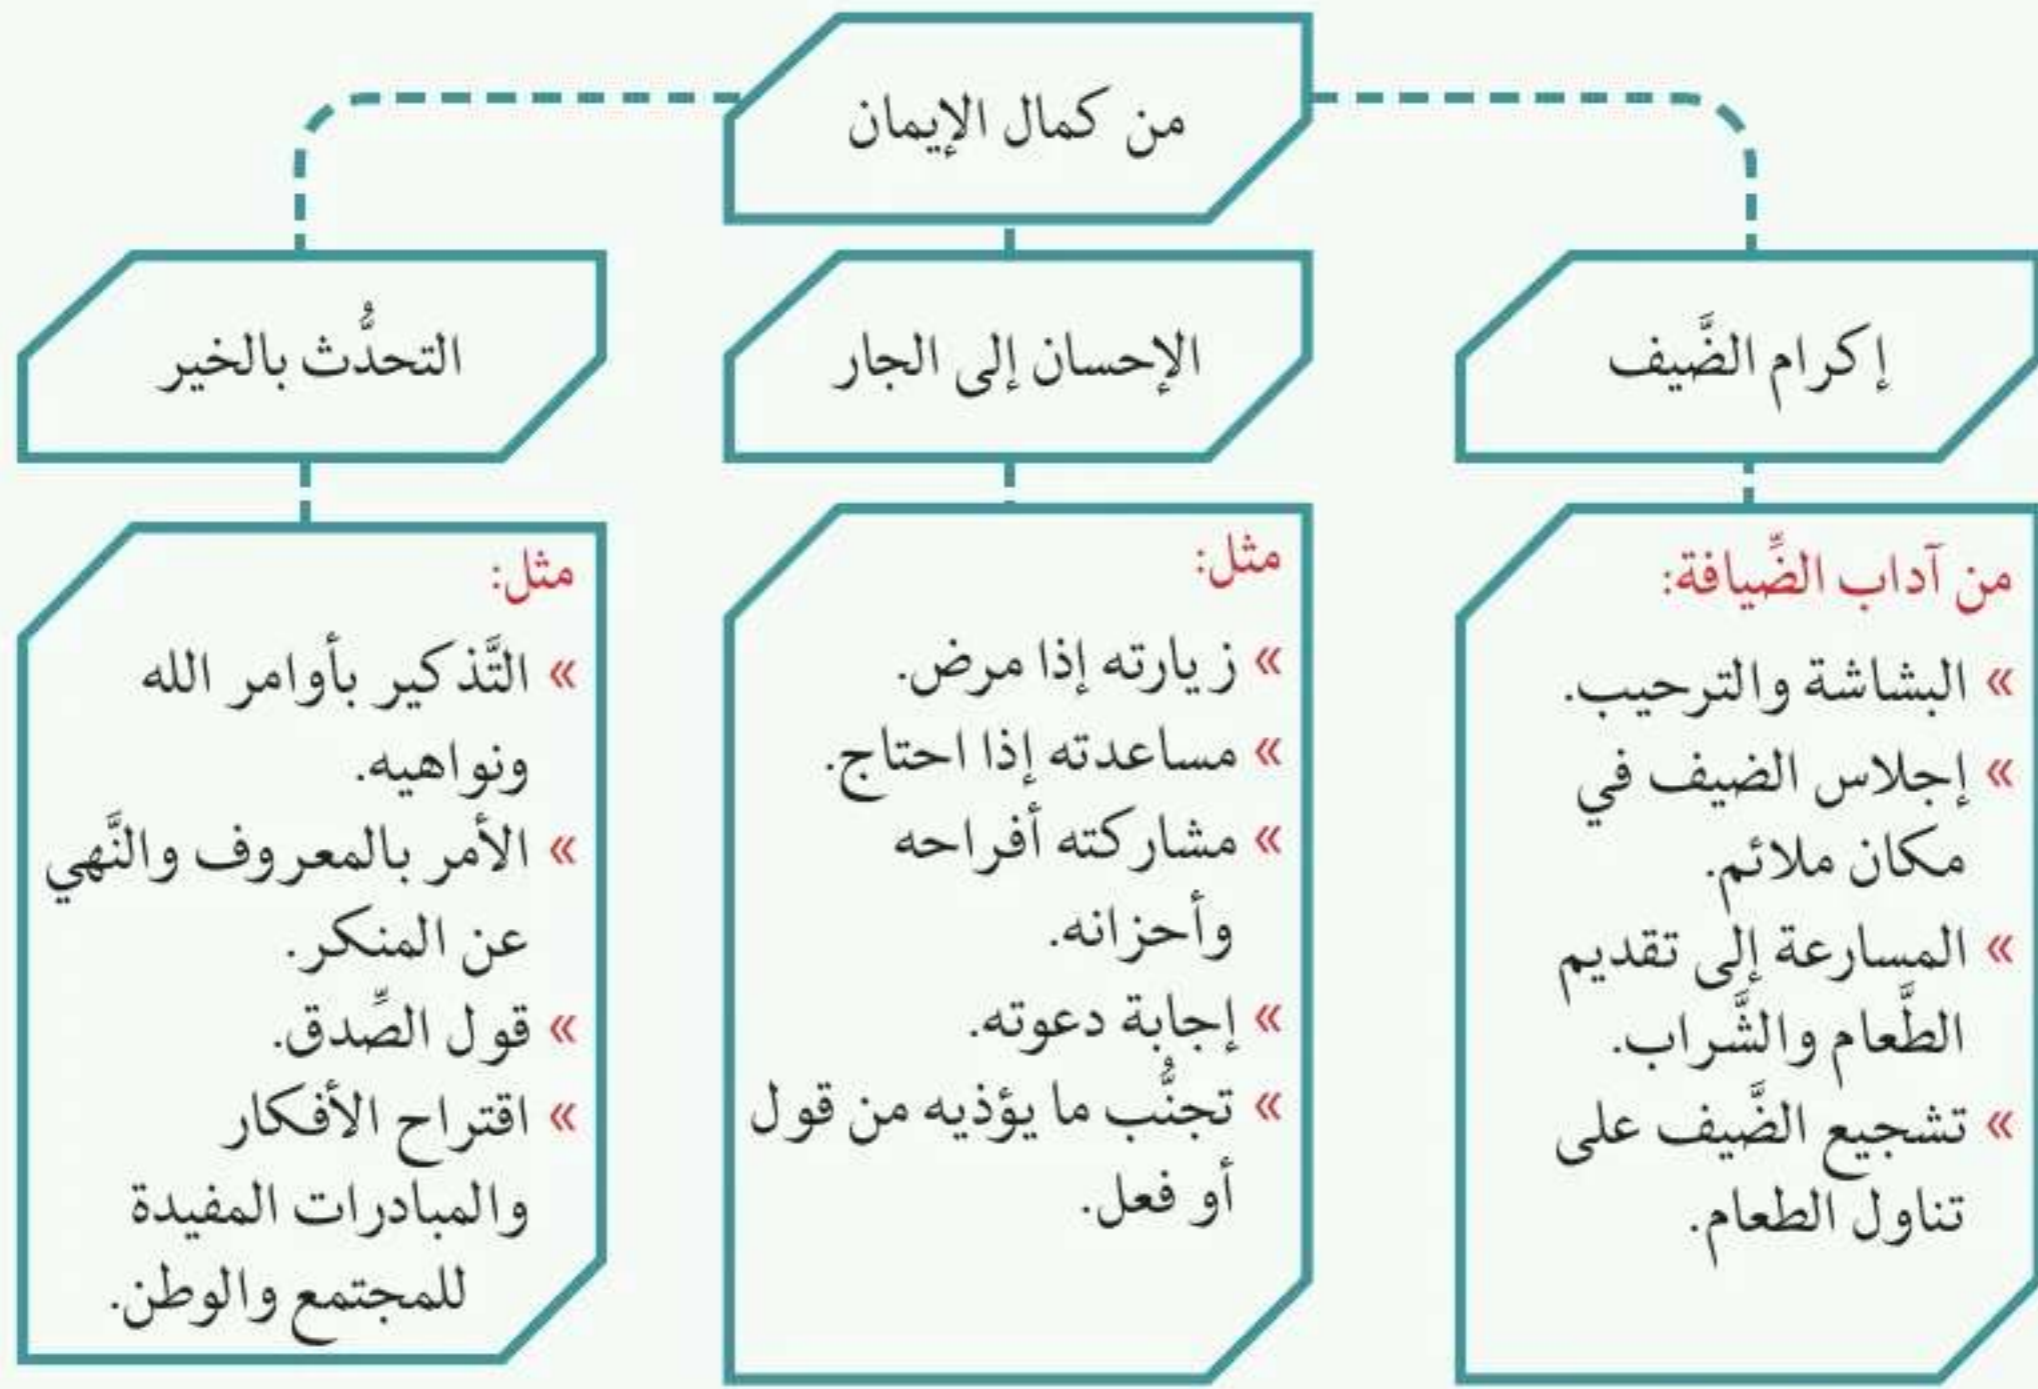 من كمال الإيمان
إكرام الضَّيف
الإحسان إلى الجار
التحدُّث بالخير
من آداب الضِّيافة:
» البشاشة والترحيب.
» إجلاس الضيف في
مكان ملائم.
» المسارعة إلى تقديم
الطَّعام والشَّراب.
» تشجيع الضَّيف على
تناول الطعام.
مثل:
» زيارته إذا مرض.
» مساعدته إذا احتاج.
» مشاركته أفراحه
وأحزانه.
» إجابة دعوته.
» تجنُّب ما يؤذيه من قول
أو فعل.
مثل:
» التَّذكير بأوامر الله
ونواهيه.
» الأمر بالمعروف والنَّهي
عن المنكر.
» قول الصِّدق.
» اقتراح الأفكار
والمبادرات المفيدة
للمجتمع والوطن.